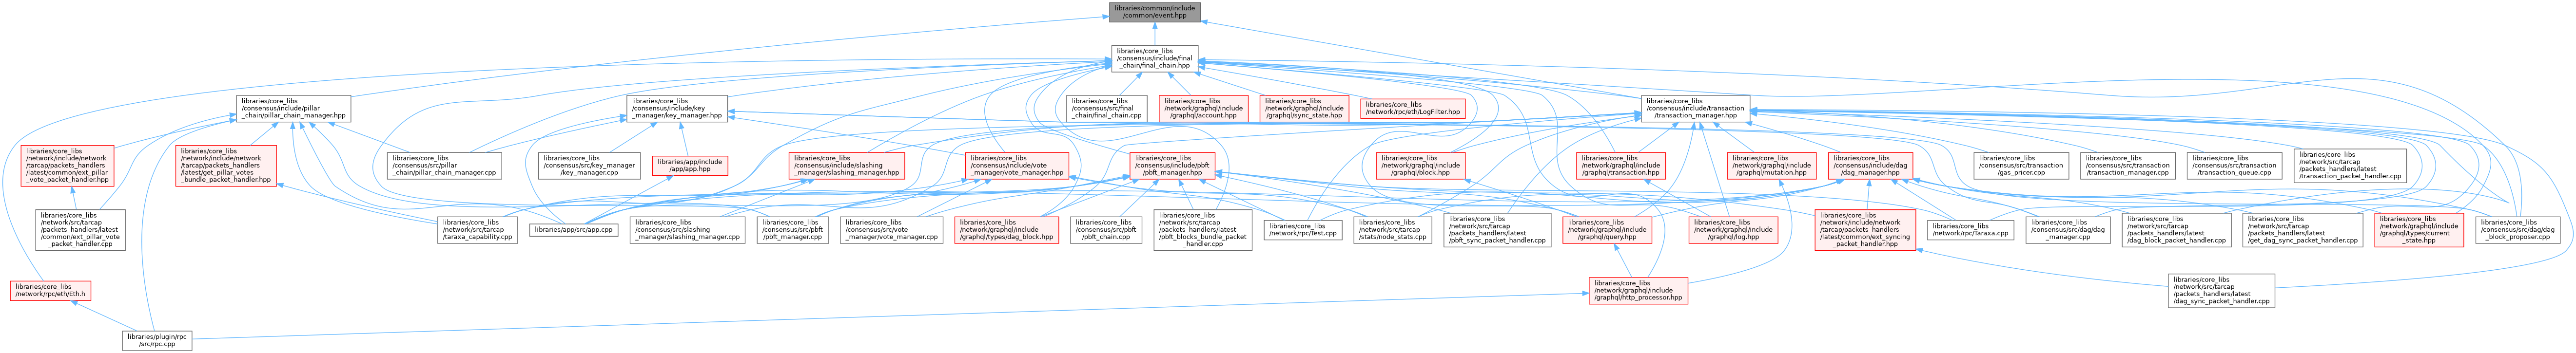 libraries/common/include
/common/event.hpp
libraries/core_libs
/consensus/include/final
_chain/final_chain.hpp
libraries/core_libs
/consensus/include/pillar
_chain/pillar_chain_manager.hpp
libraries/core_libs
/consensus/include/key
_manager/key_manager.hpp
libraries/core_libs
/consensus/src/final
_chain/final_chain.cpp
libraries/core_libs
/network/graphql/include
/graphql/account.hpp
libraries/core_libs
/network/graphql/include
/graphql/sync_state.hpp
libraries/core_libs
/network/rpc/eth/LogFilter.hpp
libraries/core_libs
/consensus/include/transaction
/transaction_manager.hpp
libraries/core_libs
/network/include/network
/tarcap/packets_handlers
/latest/common/ext_pillar
_vote_packet_handler.hpp
libraries/core_libs
/network/include/network
/tarcap/packets_handlers
/latest/get_pillar_votes
_bundle_packet_handler.hpp
libraries/core_libs
/consensus/src/pillar
_chain/pillar_chain_manager.cpp
libraries/core_libs
/consensus/src/key_manager
/key_manager.cpp
libraries/app/include
/app/app.hpp
libraries/core_libs
/consensus/include/slashing
_manager/slashing_manager.hpp
libraries/core_libs
/consensus/include/vote
_manager/vote_manager.hpp
libraries/core_libs
/consensus/include/pbft
/pbft_manager.hpp
libraries/core_libs
/network/graphql/include
/graphql/block.hpp
libraries/core_libs
/network/graphql/include
/graphql/transaction.hpp
libraries/core_libs
/network/graphql/include
/graphql/mutation.hpp
libraries/core_libs
/consensus/include/dag
/dag_manager.hpp
libraries/core_libs
/consensus/src/transaction
/gas_pricer.cpp
libraries/core_libs
/consensus/src/transaction
/transaction_manager.cpp
libraries/core_libs
/consensus/src/transaction
/transaction_queue.cpp
libraries/core_libs
/network/src/tarcap
/packets_handlers/latest
/transaction_packet_handler.cpp
libraries/core_libs
/network/src/tarcap
/packets_handlers/latest
/common/ext_pillar_vote
_packet_handler.cpp
libraries/core_libs
/network/src/tarcap
/taraxa_capability.cpp
libraries/app/src/app.cpp
libraries/core_libs
/consensus/src/slashing
_manager/slashing_manager.cpp
libraries/core_libs
/consensus/src/pbft
/pbft_manager.cpp
libraries/core_libs
/consensus/src/vote
_manager/vote_manager.cpp
libraries/core_libs
/network/graphql/include
/graphql/types/dag_block.hpp
libraries/core_libs
/consensus/src/pbft
/pbft_chain.cpp
libraries/core_libs
/network/src/tarcap
/packets_handlers/latest
/pbft_blocks_bundle_packet
_handler.cpp
libraries/core_libs
/network/rpc/Test.cpp
libraries/core_libs
/network/src/tarcap
/stats/node_stats.cpp
libraries/core_libs
/network/src/tarcap
/packets_handlers/latest
/pbft_sync_packet_handler.cpp
libraries/core_libs
/network/graphql/include
/graphql/query.hpp
libraries/core_libs
/network/graphql/include
/graphql/log.hpp
libraries/core_libs
/network/include/network
/tarcap/packets_handlers
/latest/common/ext_syncing
_packet_handler.hpp
libraries/core_libs
/network/rpc/Taraxa.cpp
libraries/core_libs
/consensus/src/dag/dag
_manager.cpp
libraries/core_libs
/network/src/tarcap
/packets_handlers/latest
/dag_block_packet_handler.cpp
libraries/core_libs
/network/src/tarcap
/packets_handlers/latest
/get_dag_sync_packet_handler.cpp
libraries/core_libs
/network/graphql/include
/graphql/types/current
_state.hpp
libraries/core_libs
/consensus/src/dag/dag
_block_proposer.cpp
libraries/core_libs
/network/rpc/eth/Eth.h
libraries/core_libs
/network/graphql/include
/graphql/http_processor.hpp
libraries/core_libs
/network/src/tarcap
/packets_handlers/latest
/dag_sync_packet_handler.cpp
libraries/plugin/rpc
/src/rpc.cpp